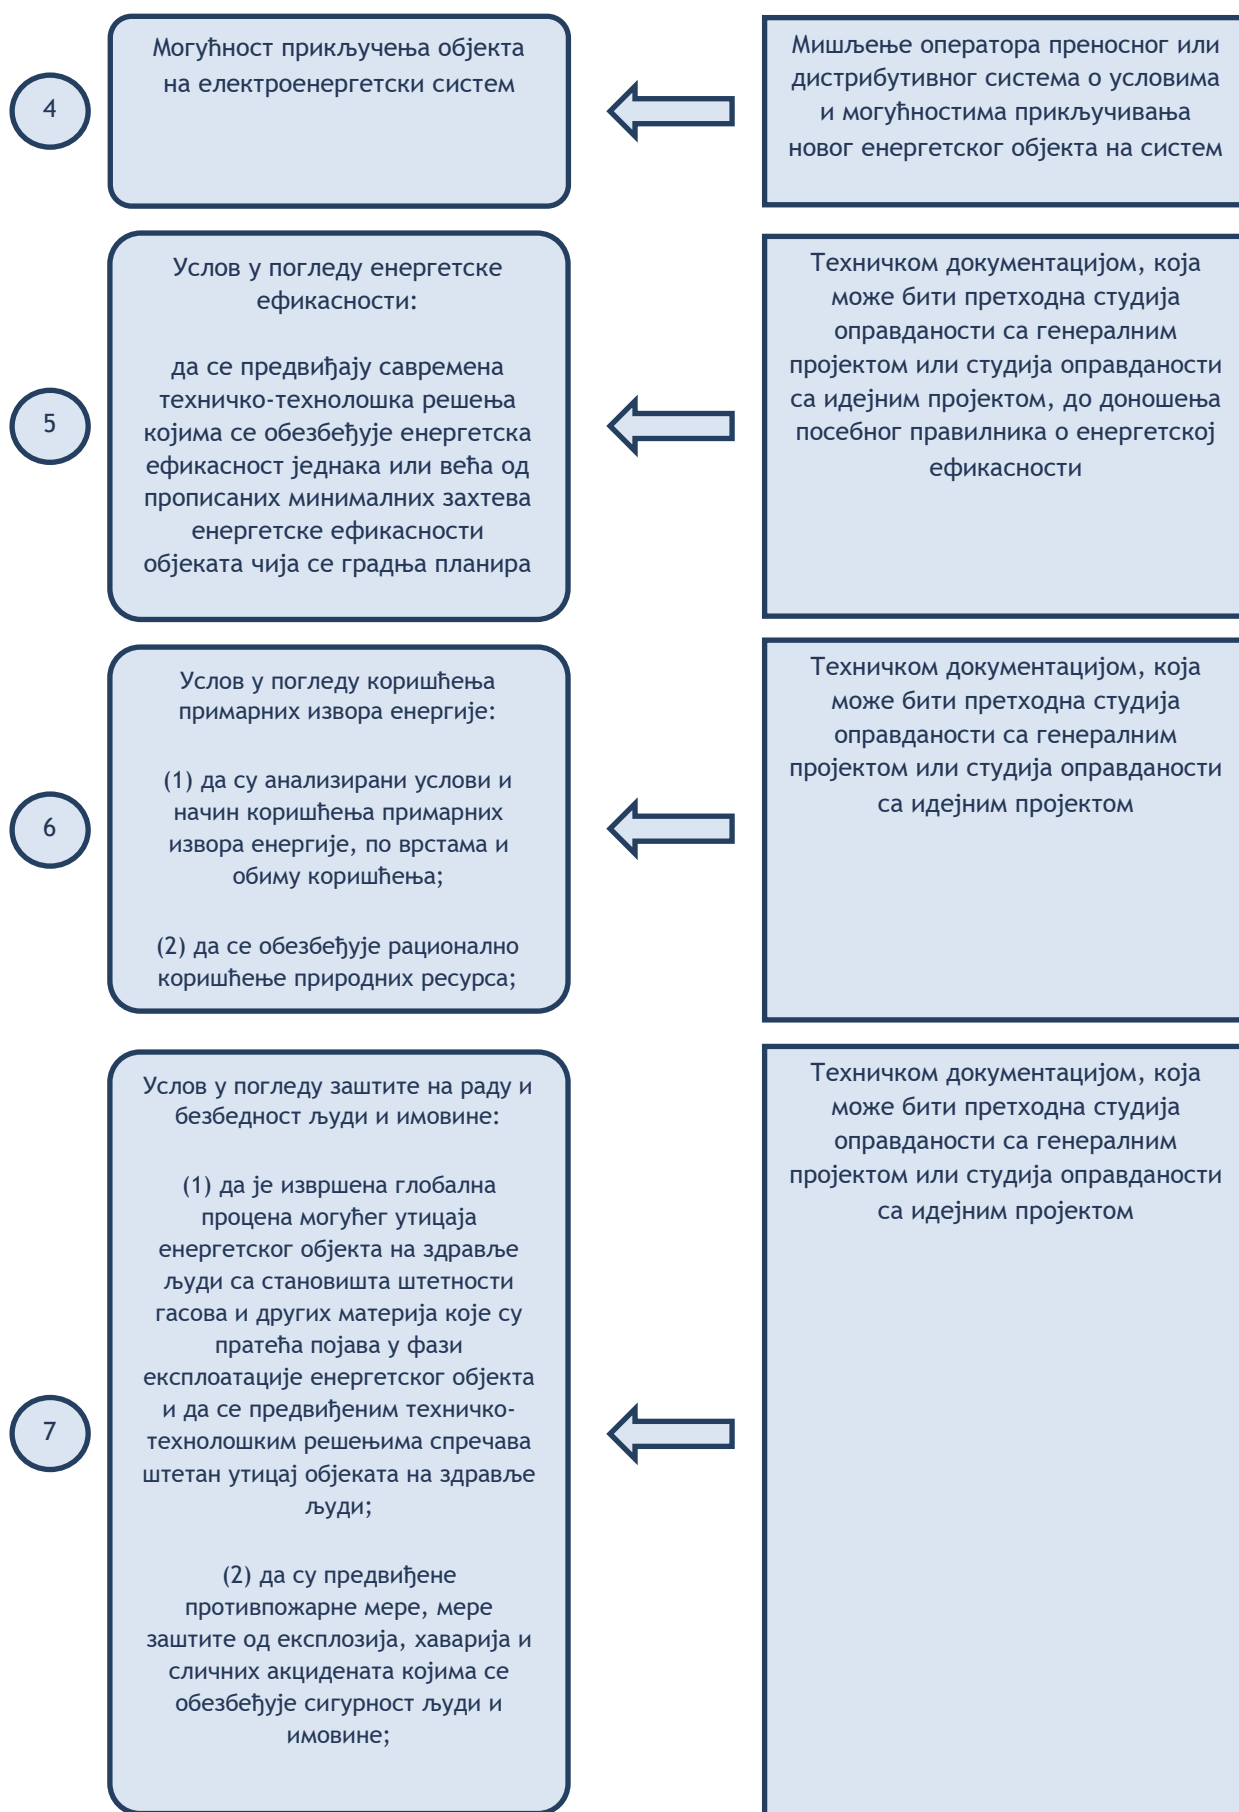 4
Могућност прикључења објекта
на електроенергетски систем
Мишљење оператора преносног или
дистрибутивног система о условима
и могућностима прикључивања
новог енергетског објекта на систем
5
Услов у погледу енергетске
ефикасности:
да се предвиђају савремена
техничко-технолошка решења
којима се обезбеђује енергетска
ефикасност једнака или већа од
прописаних минималних захтева
енергетске ефикасности
објеката чија се градња планира
Техничком документацијом, која
може бити претходна студија
оправданости са генералним
пројектом или студија оправданости
са идејним пројектом, до доношења
посебног правилника о енергетској
ефикасности
6
Услов у погледу коришћења
примарних извора енергије:
(1) да су анализирани услови и
начин коришћења примарних
извора енергије, по врстама и
обиму коришћења;
(2) да се обезбеђује рационално
коришћење природних ресурса;
Техничком документацијом, која
може бити претходна студија
оправданости са генералним
пројектом или студија оправданости
са идејним пројектом
7
Услов у погледу заштите на раду и
безбедност људи и имовине:
(1) да је извршена глобална
процена могућег утицаја
енергетског објекта на здравље
људи са становишта штетности
гасова и других материја које су
пратећа појава у фази
експлоатације енергетског објекта
и да се предвиђеним техничко-
технолошким решењима спречава
штетан утицај објеката на здравље
људи;
(2) да су предвиђене
противпожарне мере, мере
заштите од експлозија, хаварија и
сличних акцидената којима се
обезбеђује сигурност људи и
имовине;
Техничком документацијом, која
може бити претходна студија
оправданости са генералним
пројектом или студија оправданости
са идејним пројектом